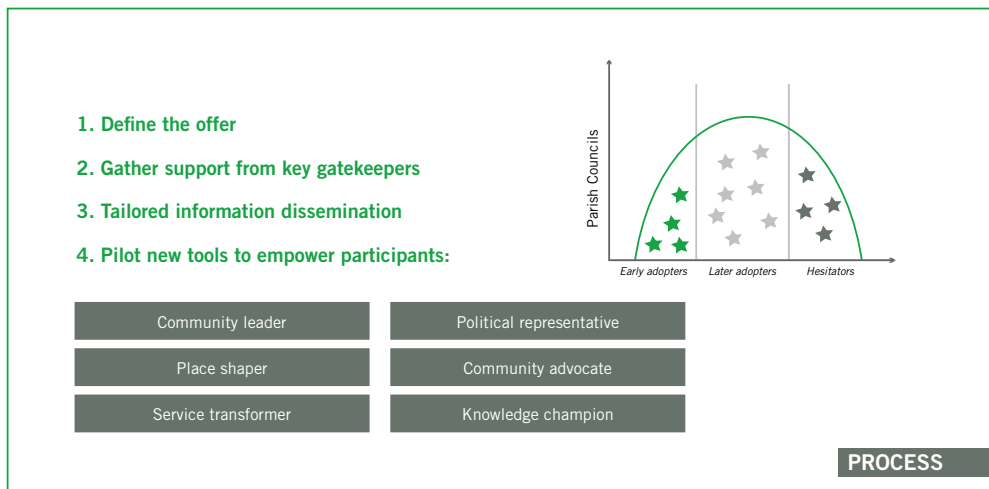 1. Define the offer
2. Gather support from key gatekeepers
3. Tailored information dissemination
4. Pilot new tools to empower participants:
Community leader
Political representative
Place shaper
Community advocate
Service transformer
Knowledge champion
Parish Councils
Early adopters
Later adopters
Hesitators
PROCESS